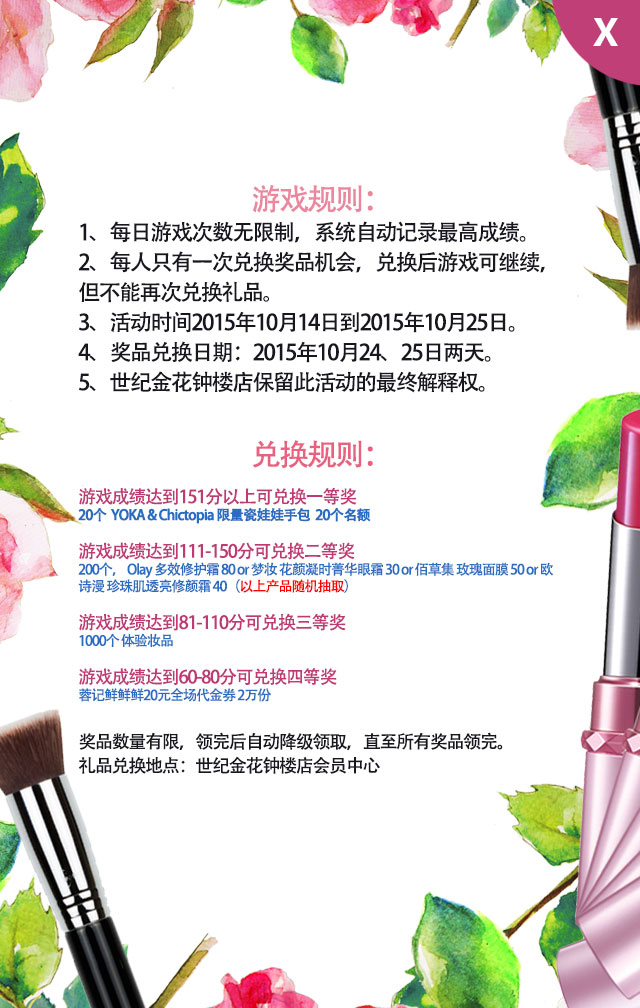 X
游戏规则：
1、每日游戏次数无限制，系统自动记录最高成绩。
2、每人只有一次兑换奖品机会，兑换后游戏可继续，
但不能再次兑换礼品。
3、活动时间2015年10月14日到2015年10月25日。
4、奖品兑换日期：2015年10月24、25日两天。
5、世纪金花钟楼店保留此活动的最终解释权。
兑换规则：
游戏成绩达到151分以上可兑换一等奖
20个 YOKA & Chictopia 限量瓷娃娃手包 20个名额
游戏成绩达到111-150分可兑换二等奖
200个， Olay 多效修护霜 80 or 梦妆 花颜凝时菁华眼霜 30 or 佰草集 玫瑰面膜 50 or 欧
诗漫 珍珠肌透亮修颜霜 40（以上产品随机抽取）
游戏成绩达到81-110分可兑换三等奖
1000个 体验妆品
游戏成绩达到60-80分可兑换四等奖
蓉记鲜鲜鲜20元全场代金券 2万份
奖品数量有限，领完后自动降级领取，直至所有奖品领完。
礼品兑换地点：世纪金花钟楼店会员中心